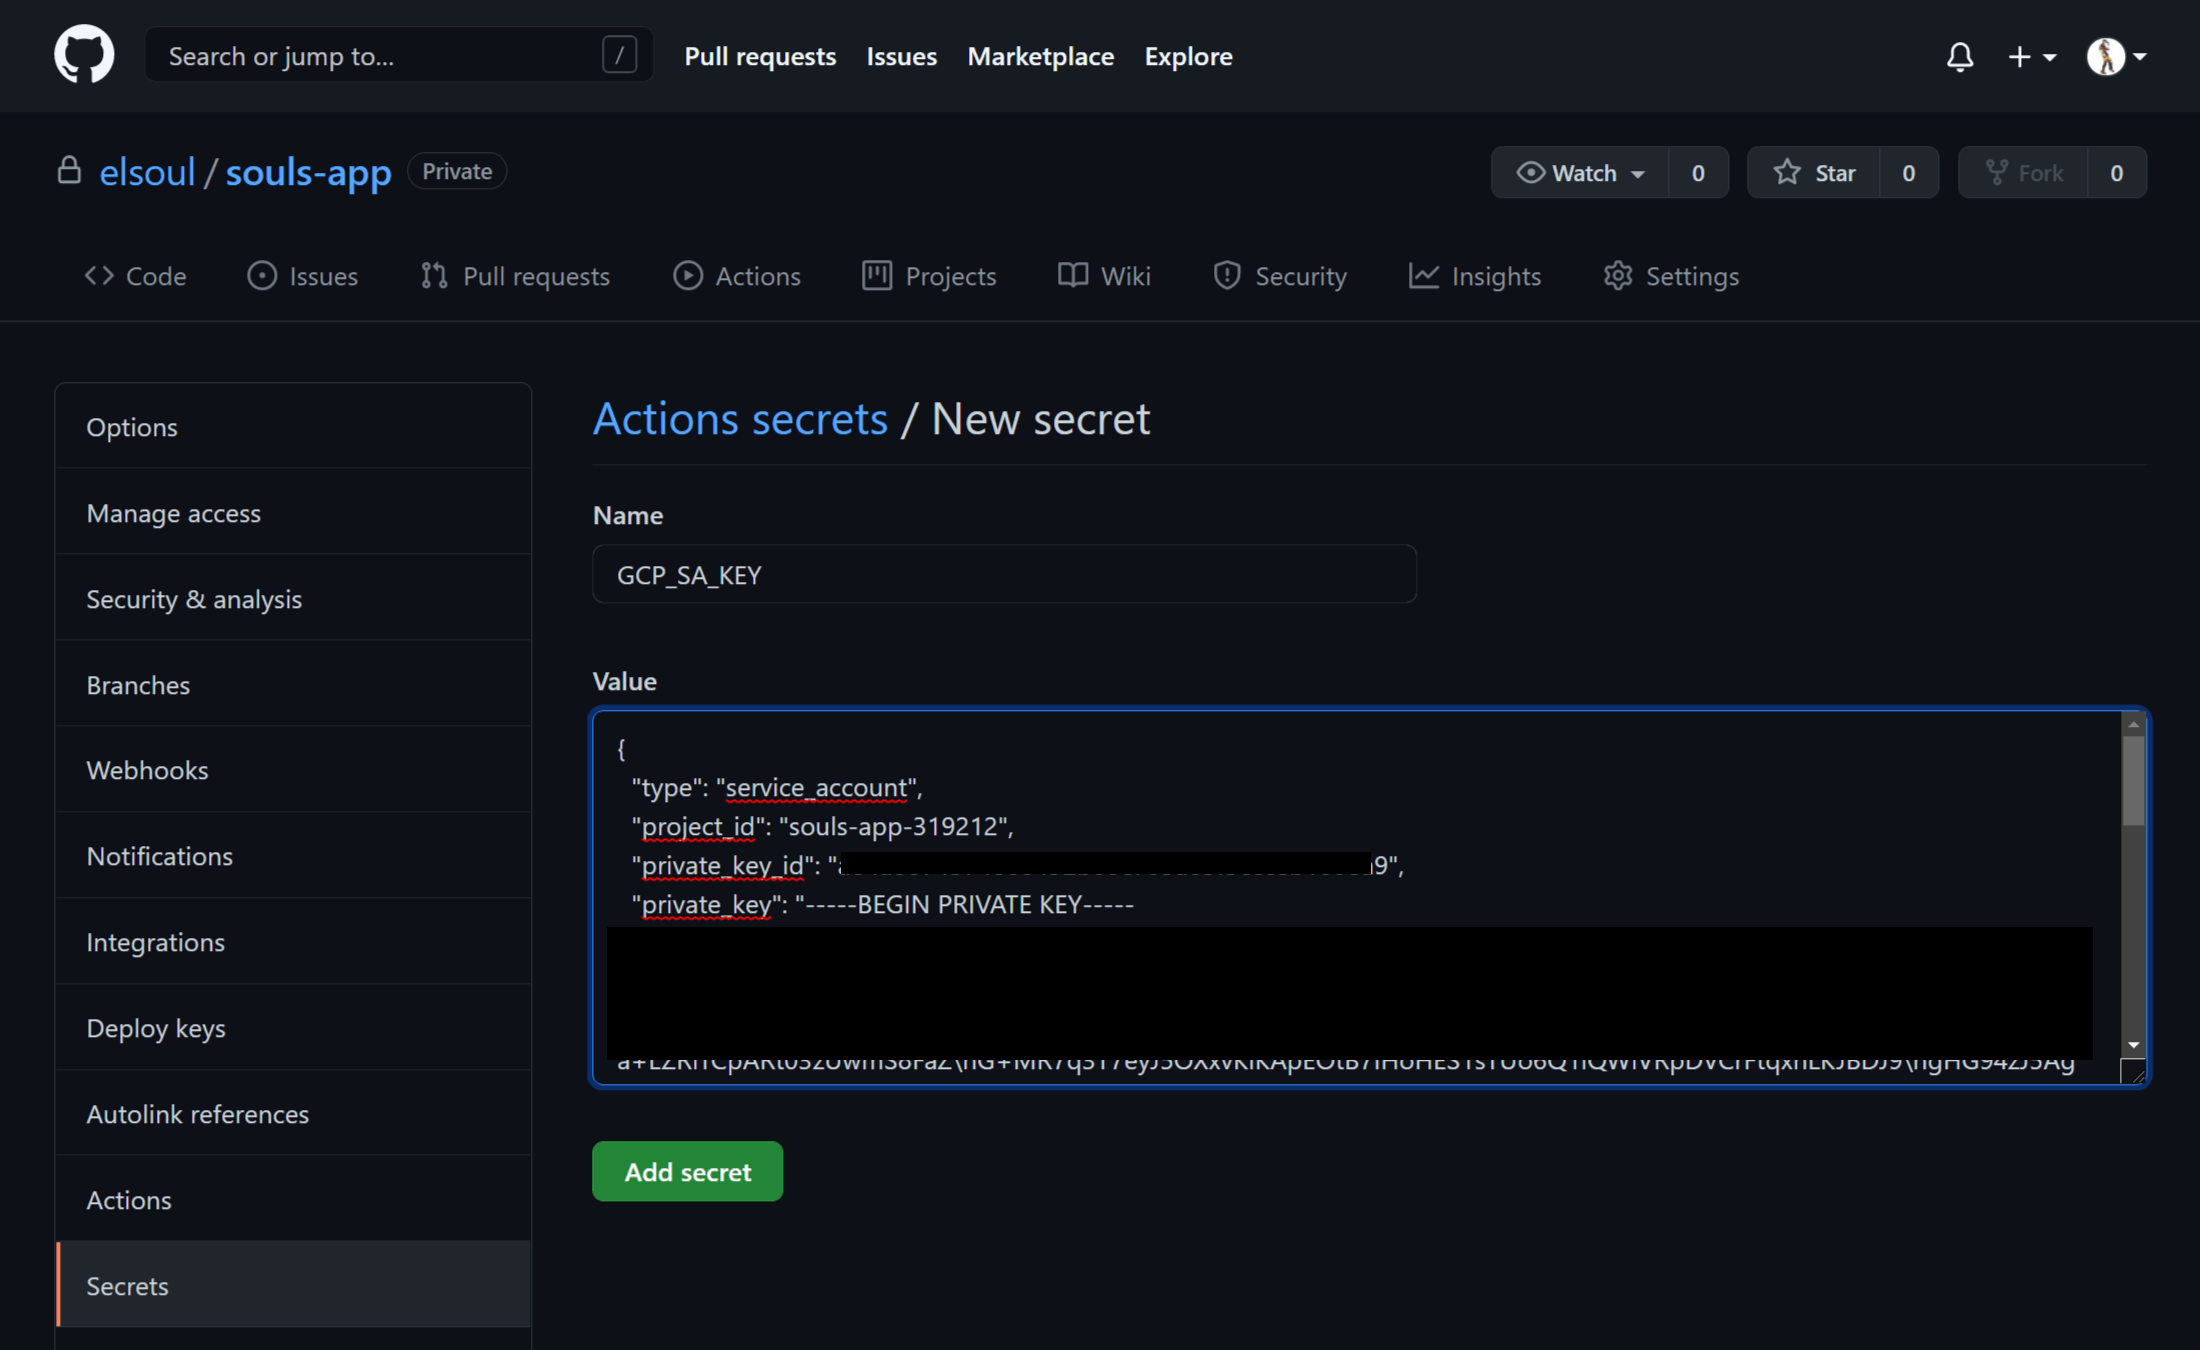 Search or jump to... /
Pull requests Issues Marketplace Explore
elsoul / souls-app Private
Watch 0 Star 0 Fork 0
Code Issues Pull requests Actions Projects Wiki Security Insights Settings
Options
Manage access
Security & analysis
Branches
Webhooks
Notifications
Integrations
Deploy keys
Autolink references
Actions
Secrets
Actions secrets / New secret
Name
GCP_SA_KEY
Value
{
"type": "service_account",
"project_id": "souls-app-319212",
"private_key_id": "
9",
"private_key": "-----BEGIN PRIVATE KEY-----
Add secret